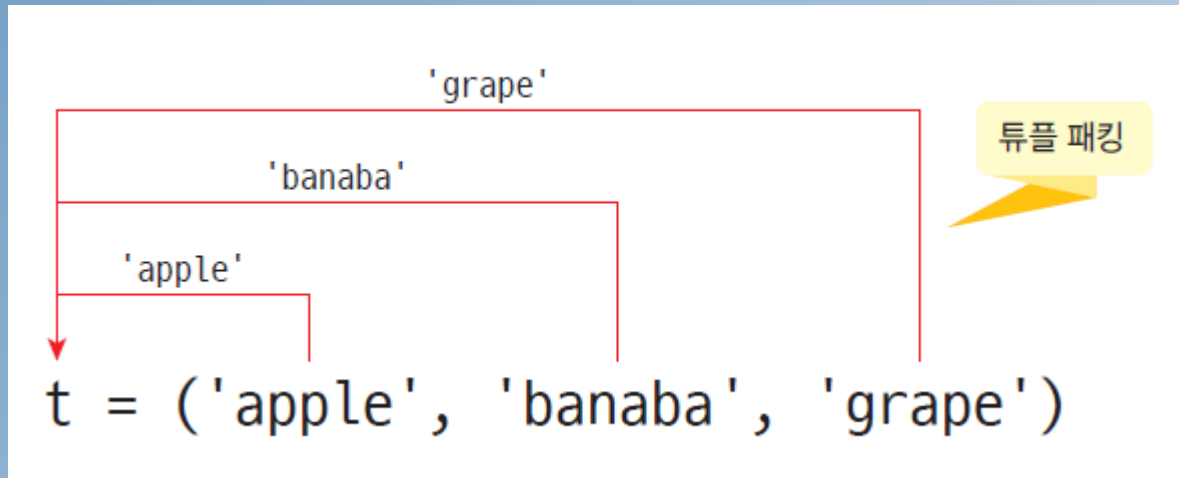 'grape'
튜플 패킹
'banaba'
'apple'
t = ('apple', 'banaba', 'grape')